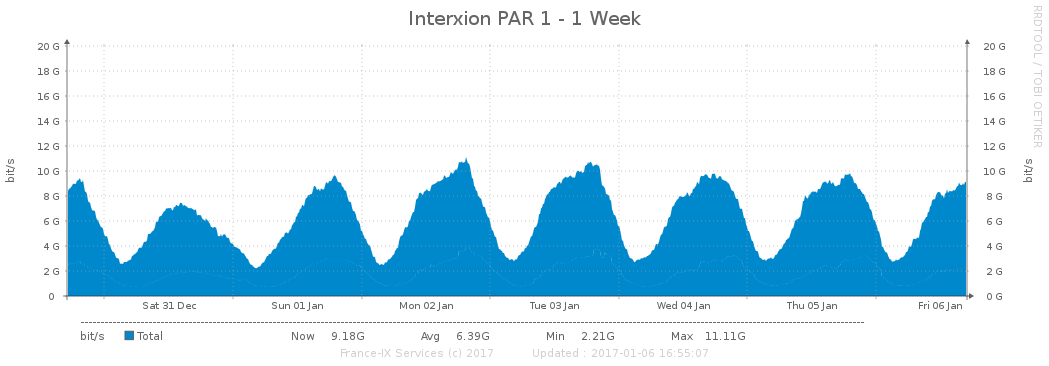 Interxion PAR 1 - 1 Week
RRDTOOL / TOBI OETIKER
bit/s
bit/s
20 G 20 G
18 G 18 G
16 G 16 G
14 G 14 G
12 G 12 G
10 G 10 G
8 G 8 G
6 G 6 G
4 G 4 G
2 G 2 G
0 0 G
Sat 31 Dec Sun 01 Jan Mon 02 Jan Tue 03 Jan Wed 04 Jan Thu 05 Jan Fri 06 Jan
bit/s Total Now 9.18G Avg 6.39G Min 2.21G Max 11.11G
France-IX Services (c) 2017 Updated : 2017-01-06 16:55:07